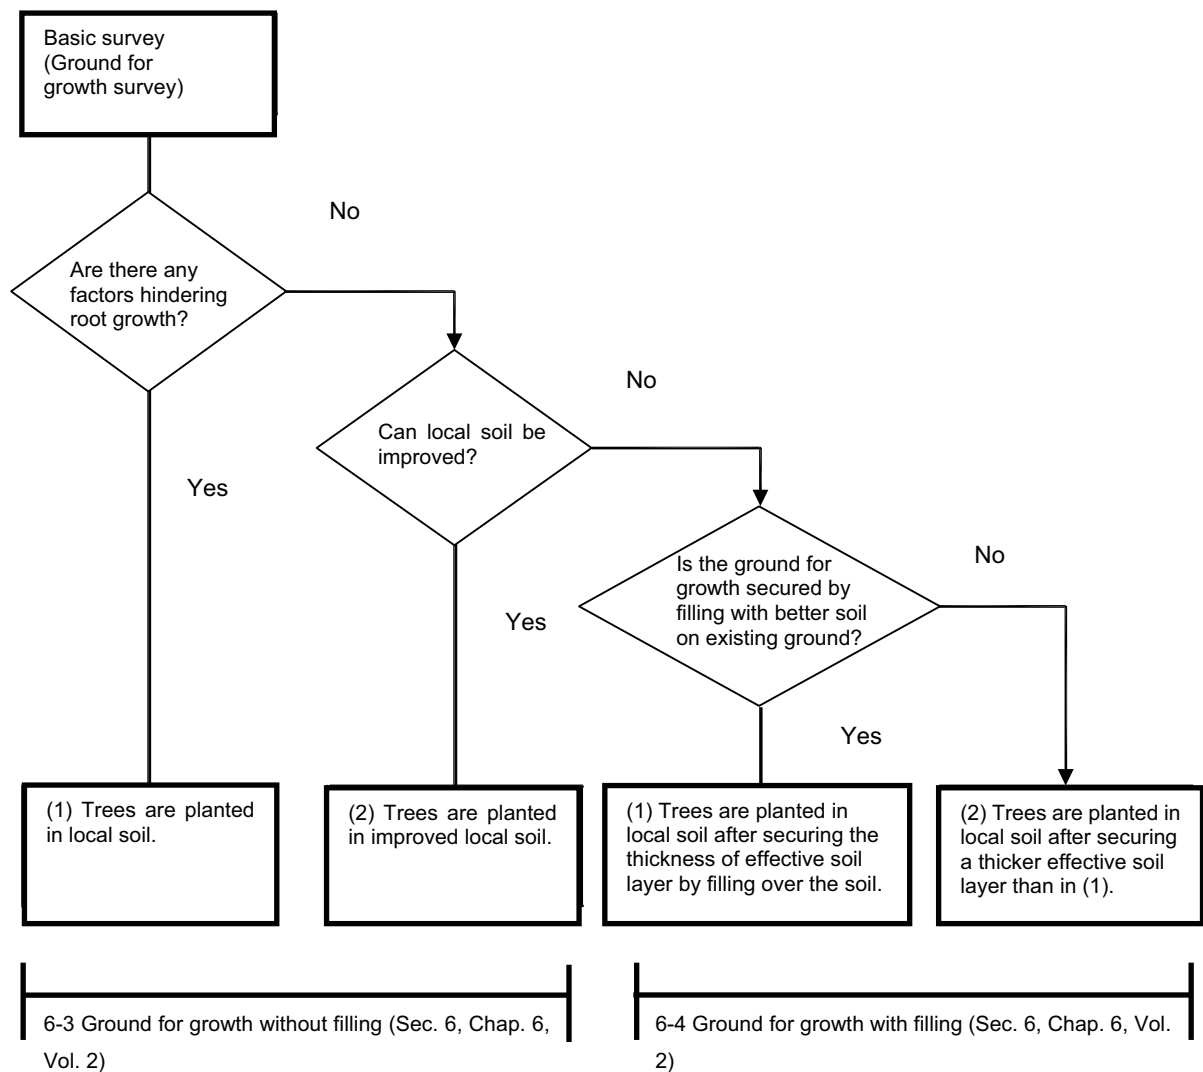 Basic survey
(Ground for
growth survey)
No
Are there any
factors hindering
root growth?
No
Can local soil be
improved?
Yes
No
Is the ground for
growth secured by
filling with better soil
on existing ground?
Yes
Yes
(1) Trees are planted
in local soil.
(2) Trees are planted
in improved local soil.
(1) Trees are planted in
local soil after securing the
thickness of effective soil
layer by filling over the soil.
(2) Trees are planted in
local soil after securing
a thicker effective soil
layer than in (1).
6-3 Ground for growth without filling (Sec. 6, Chap. 6,
Vol. 2)
6-4 Ground for growth with filling (Sec. 6, Chap. 6, Vol.
2)